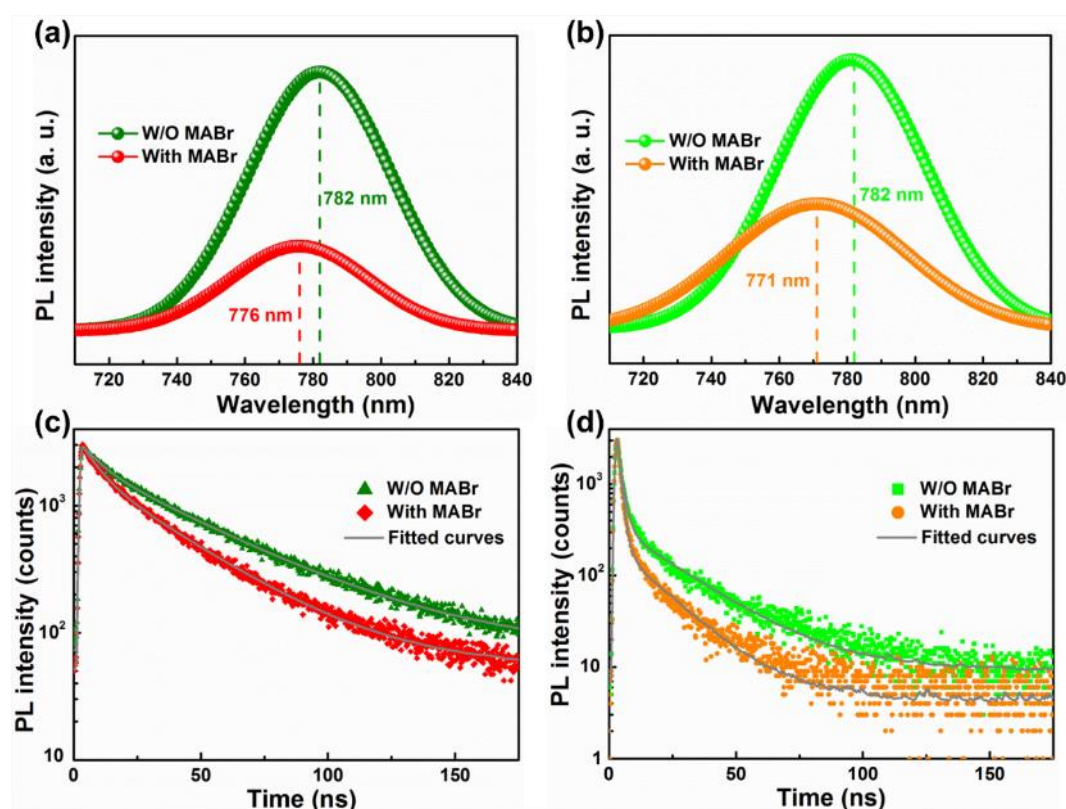 (a)
PL intensity (a. u.)
W/O MABr
With MABr
782 nm
776 nm
720 740 760 780 800 820 840
Wavelength (nm)
(b)
PL intensity (a. u.)
W/O MABr
With MABr
782 nm
771 nm
720 740 760 780 800 820 840
Wavelength (nm)
(c)
PL intensity (counts)
10³
10²
10
W/O MABr
With MABr
Fitted curves
0 50 100 150
Time (ns)
(d)
PL intensity (counts)
10³
10²
10
1
W/O MABr
With MABr
Fitted curves
0 50 100 150
Time (ns)